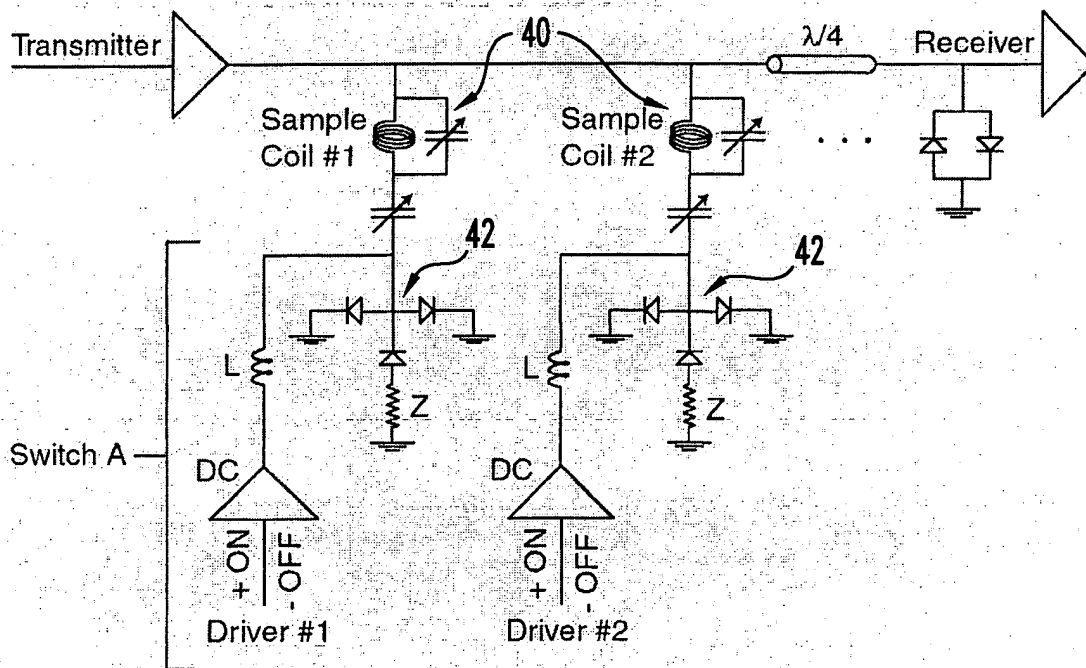 Transmitter
40
λ/4
Receiver
Sample
Coil #1
Sample
Coil #2
. . .
42
42
L
Z
L
Z
Switch A
DC
DC
+ ON
- OFF
+ ON
- OFF
Driver #1
Driver #2